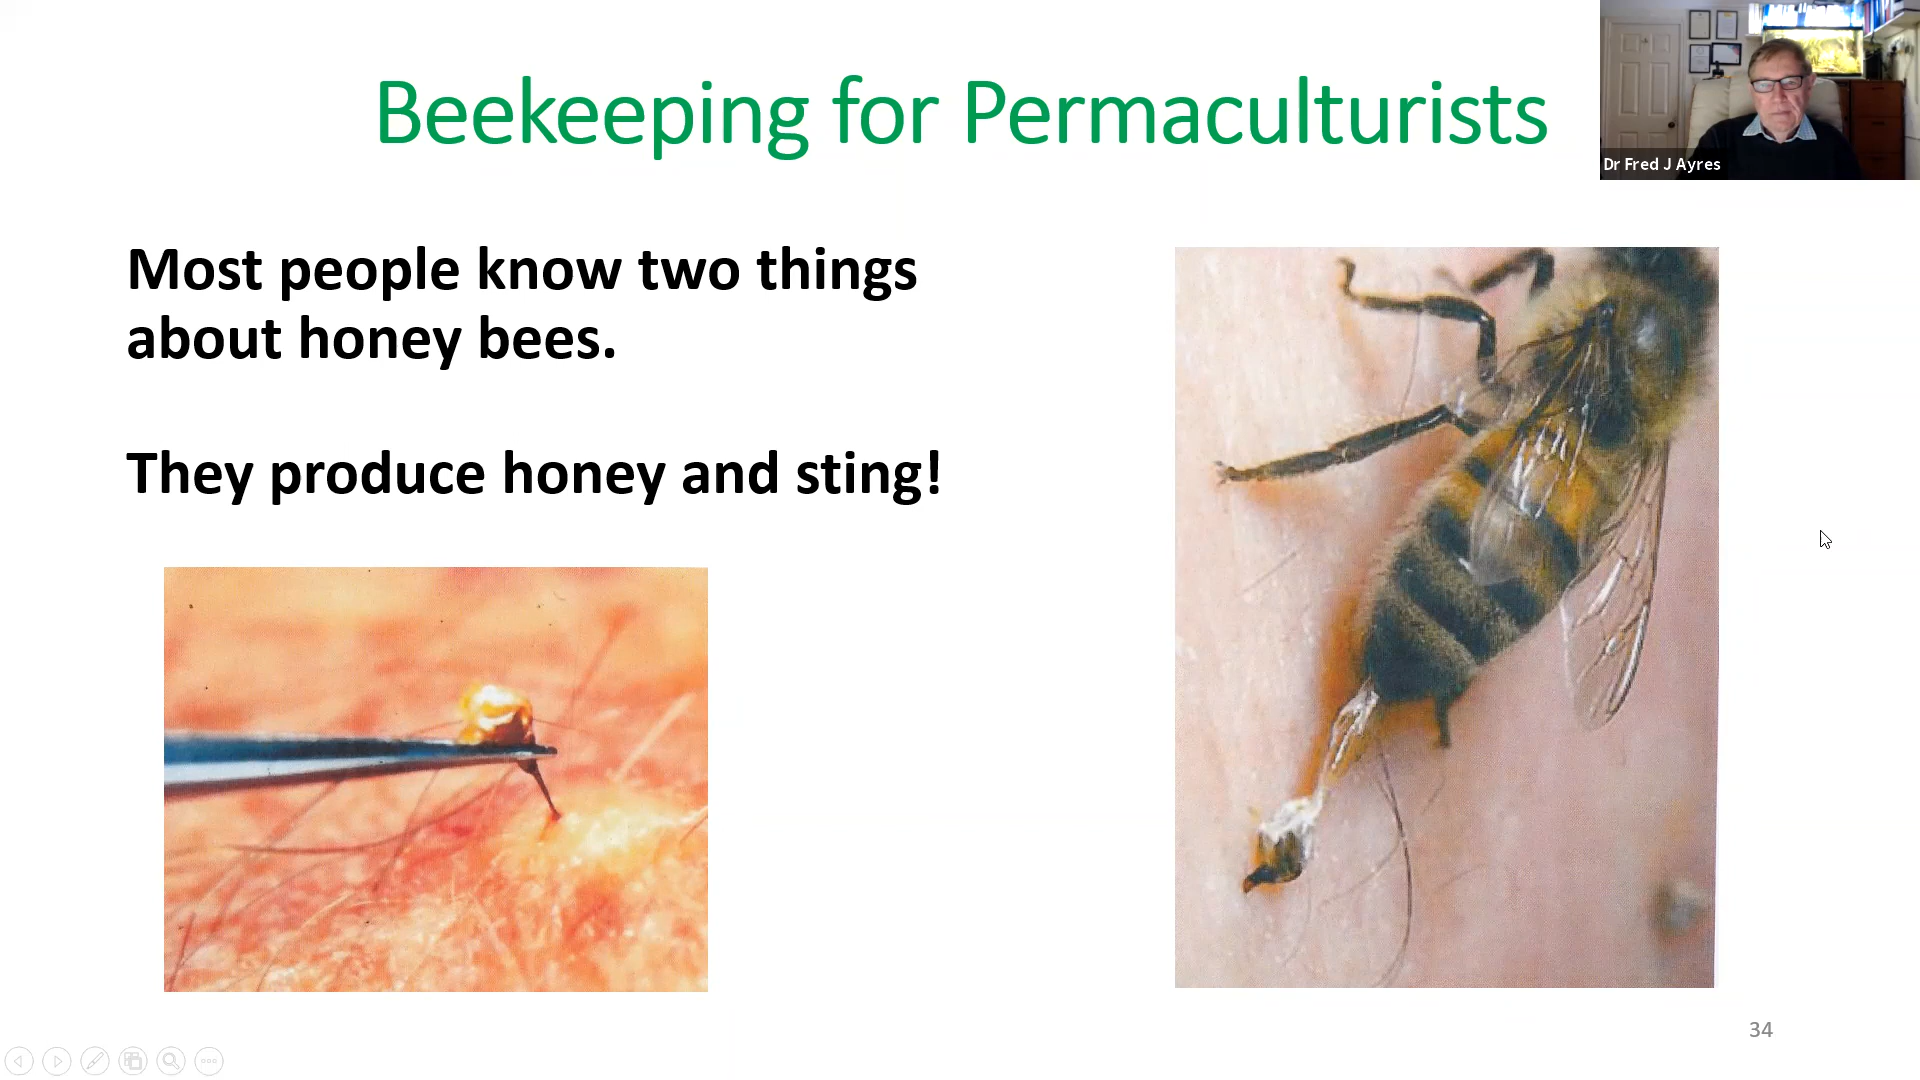 Beekeeping for Permaculturists
Dr Fred J Ayres
Most people know two things
about honey bees.
They produce honey and sting!
34